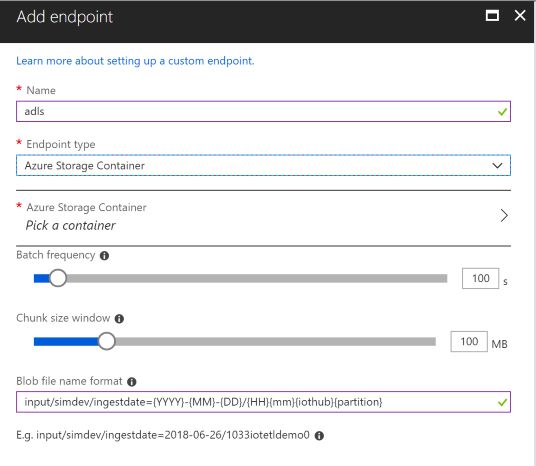 Add endpoint
Learn more about setting up a custom endpoint.
* Name
adls
* Endpoint type
Azure Storage Container
* Azure Storage Container
Pick a container
Batch frequency
100 s
Chunk size window
100 MB
Blob file name format
input/simdev/ingestdate={YYYY}-{MM}-{DD}/{HH}{mm}{iothub}{partition}
E.g. input/simdev/ingestdate=2018-06-26/1033iotetldemo0